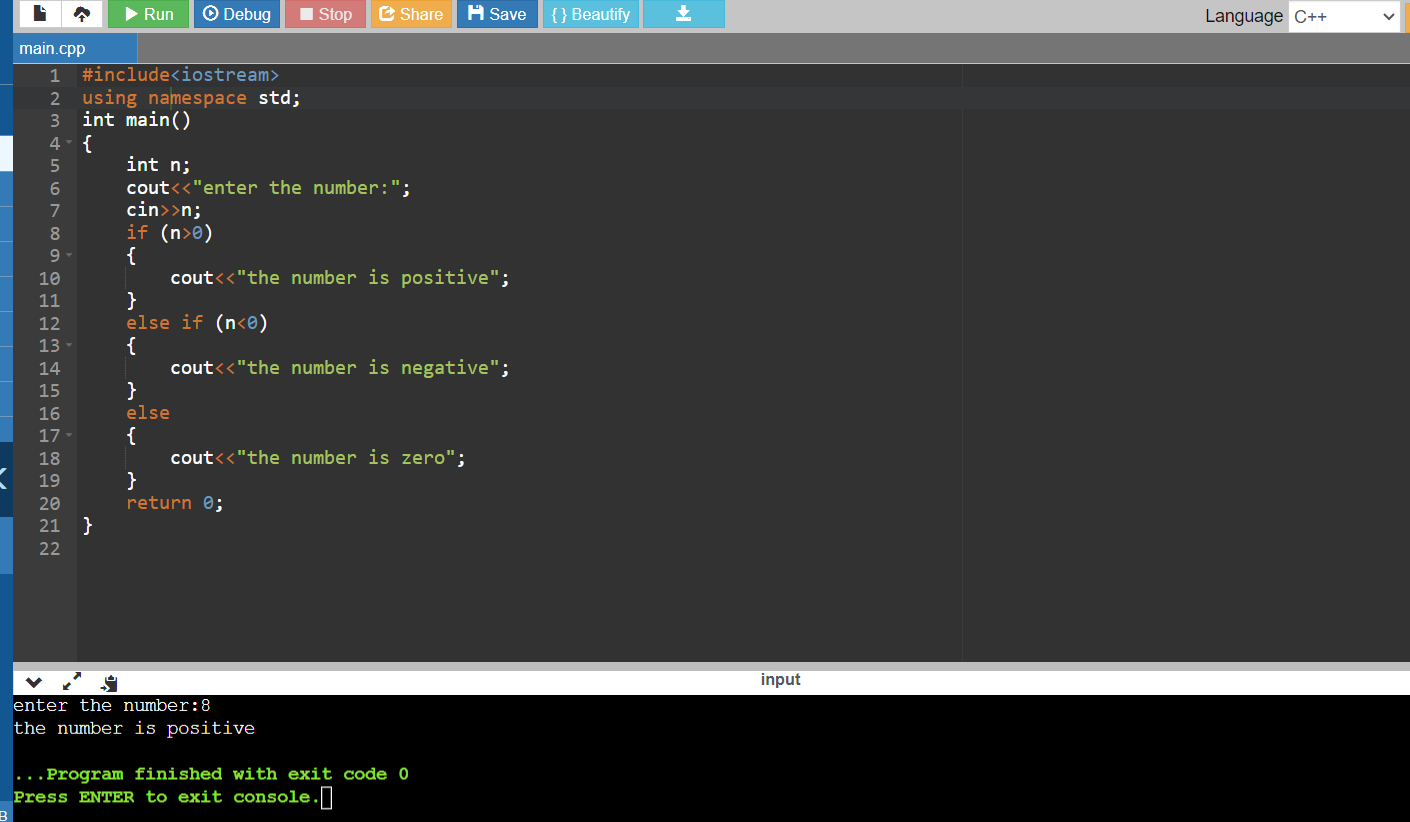 Run Debug Stop Share Save { } Beautify Language C++
main.cpp
1 #include<iostream>
2 using namespace std;
3 int main()
4 {
5     int n;
6     cout<<"enter the number:";
7     cin>>n;
8     if (n>0)
9     {
10         cout<<"the number is positive";
11     }
12     else if (n<0)
13     {
14         cout<<"the number is negative";
15     }
16     else
17     {
18         cout<<"the number is zero";
19     }
20     return 0;
21 }
22
input
enter the number:8
the number is positive
...Program finished with exit code 0
Press ENTER to exit console.
B